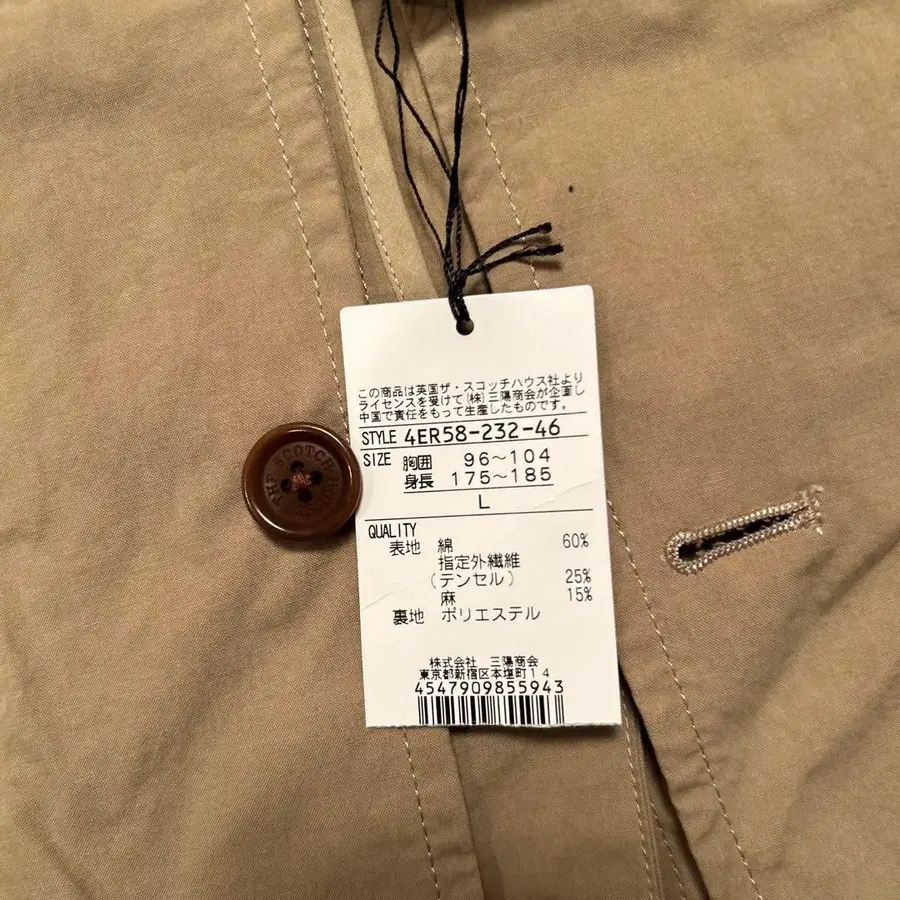 この商品は英国ザ・スコッチハウス社より
ライセンスを受けて(株)三陽商会が企画し
中国で責任をもって生産したものです。
STYLE 4ER58-232-46
SIZE 胸囲 96～104
身長 175～185
L
QUALITY
表地 綿 60%
指定外繊維
(テンセル) 25%
麻 15%
裏地 ポリエステル
株式会社 三陽商会
東京都新宿区本塩町14
4547909855943
THE SCOTCH HOUSE